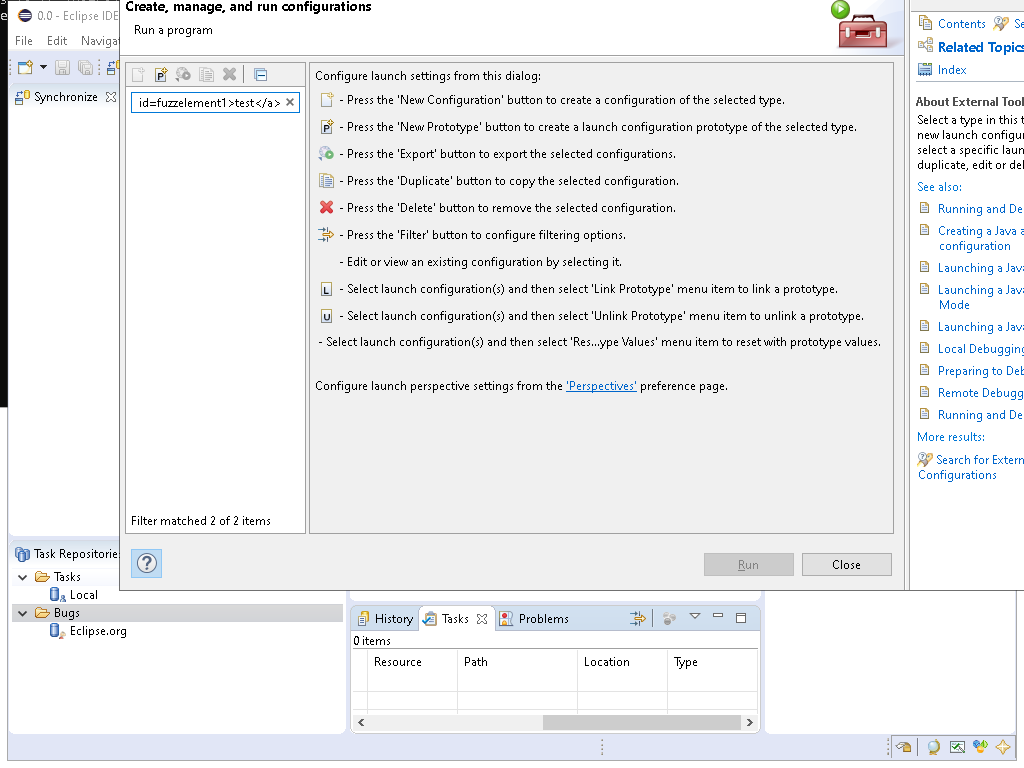 Create, manage, and run configurations
Run a program
0.0 - Eclipse IDE
File Edit Naviga
Synchronize
id=fuzzelement1>test</a>
Filter matched 2 of 2 items
Configure launch settings from this dialog:
- Press the 'New Configuration' button to create a configuration of the selected type.
P - Press the 'New Prototype' button to create a launch configuration prototype of the selected type.
- Press the 'Export' button to export the selected configurations.
- Press the 'Duplicate' button to copy the selected configuration.
- Press the 'Delete' button to remove the selected configuration.
- Press the 'Filter' button to configure filtering options.
- Edit or view an existing configuration by selecting it.
L - Select launch configuration(s) and then select 'Link Prototype' menu item to link a prototype.
U - Select launch configuration(s) and then select 'Unlink Prototype' menu item to unlink a prototype.
- Select launch configuration(s) and then select 'Res...ype Values' menu item to reset with prototype values.
Configure launch perspective settings from the 'Perspectives' preference page.
Run
Close
Contents Se
Related Topics
Index
About External Tool
Select a type in this t
new launch configu
select a specific laun
duplicate, edit or del
See also:
Running and De
Creating a Java a
configuration
Launching a Jav
Launching a Jav
Mode
Launching a Jav
Local Debugging
Preparing to Deb
Remote Debugg
Running and De
More results:
Search for Extern
Configurations
Task Repositorie
Tasks
Local
Bugs
Eclipse.org
History Tasks Problems
0 items
Resource Path Location Type